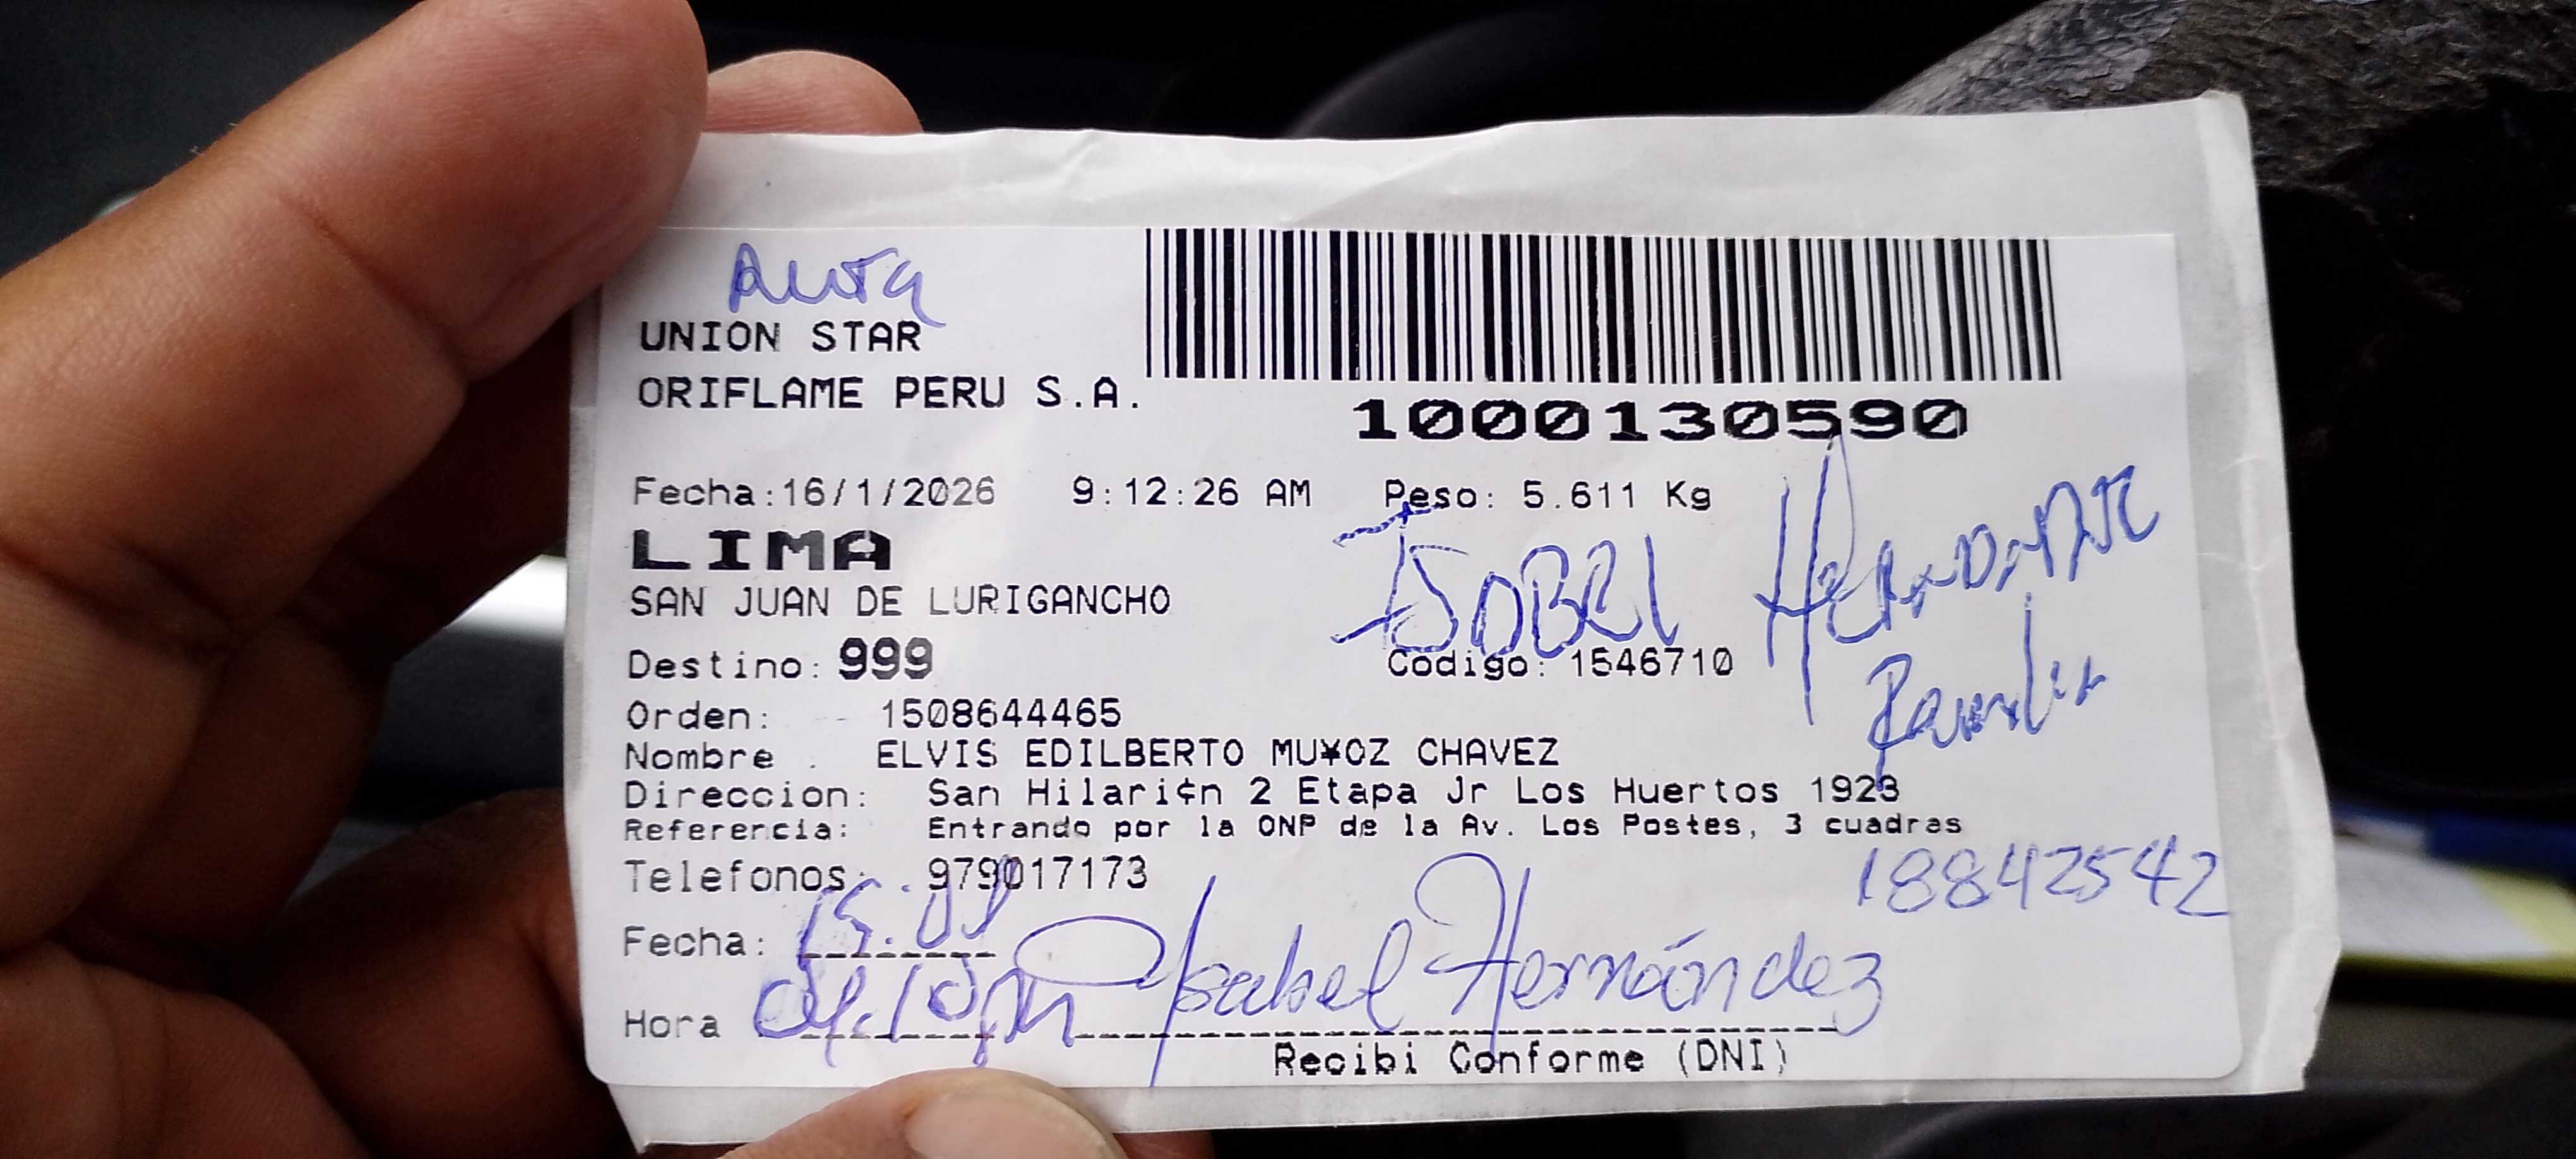 UNION STAR
ORIFLAME PERU S.A.
1000130590
Fecha:16/1/2026 9:12:26 AM Peso: 5.611 Kg
LIMA
SAN JUAN DE LURIGANCHO
ISABEL HERNANDEZ
Destino: 999 Codigo: 1546710
Orden: 1508644465
Nombre . ELVIS EDILBERTO MU¥OZ CHAVEZ
Direccion: San Hilari¢n 2 Etapa Jr Los Huertos 1923
Referencia: Entrando por la ONP de la Av. Los Postes, 3 cuadras
Telefonos: 979017173
18842542
Fecha:
Hora Isabel Hernández
Recibi Conforme (DNI)